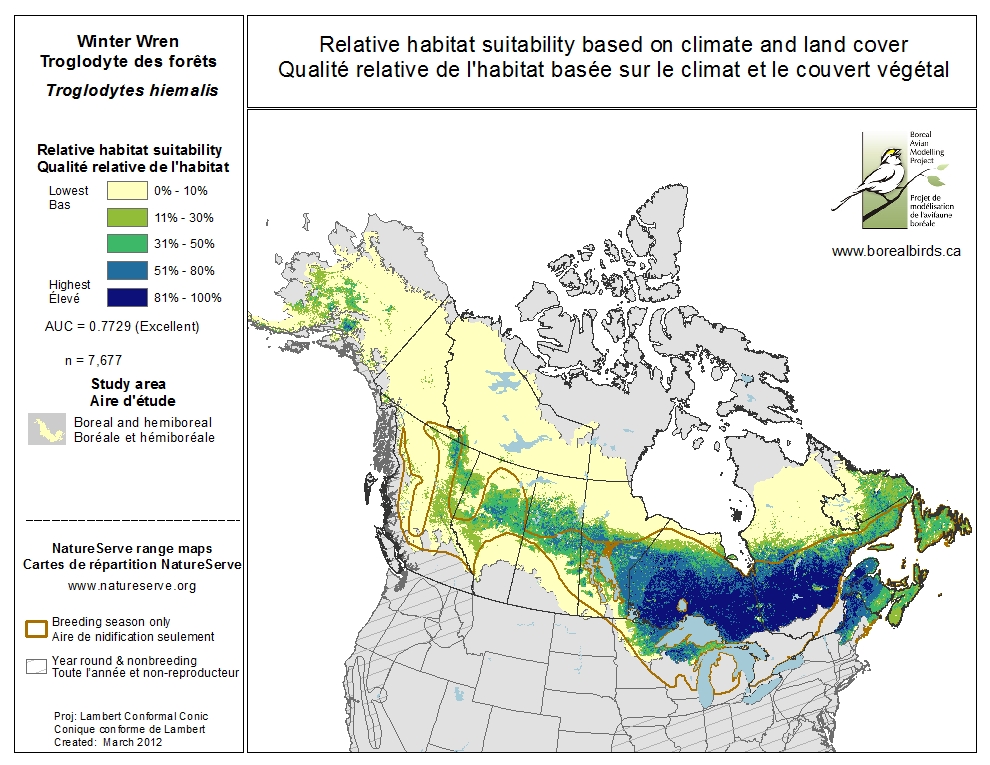 Winter Wren
Troglodyte des forêts
Troglodytes hiemalis
Relative habitat suitability
Qualité relative de l'habitat
Lowest
Bas
0% - 10%
11% - 30%
31% - 50%
51% - 80%
Highest
Élevé
81% - 100%
AUC = 0.7729 (Excellent)
n = 7,677
Study area
Aire d'étude
Boreal and hemiboreal
Boréale et hémiboréale
NatureServe range maps
Cartes de répartition NatureServe
www.natureserve.org
Breeding season only
Aire de nidification seulement
Year round & nonbreeding
Toute l'année et non-reproducteur
Proj: Lambert Conformal Conic
Conique conforme de Lambert
Created: March 2012
Relative habitat suitability based on climate and land cover
Qualité relative de l'habitat basée sur le climat et le couvert végétal
Boreal
Avian
Modelling
Project
Projet de
modélisation
de l'avifaune
boréale
www.borealbirds.ca